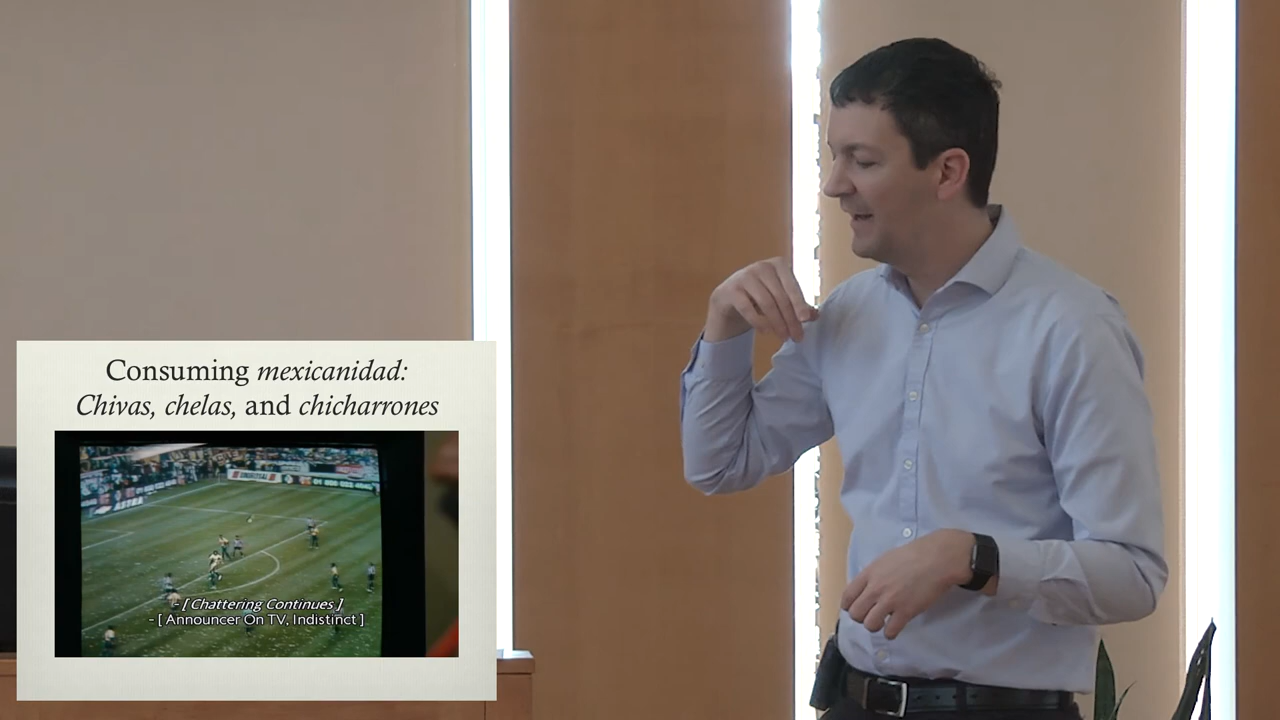 Consuming mexicanidad:
Chivas, chelas, and chicharrones
- [ Chattering Continues ]
- [ Announcer On TV, Indistinct ]